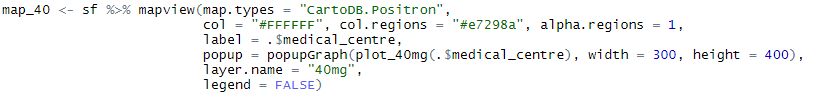 map_40 <- sf %>% mapview(map.types = "CartoDB.Positron",
col = "#FFFFFF", col.regions = "#e7298a", alpha.regions = 1,
label = .$medical_centre,
popup = popupGraph(plot_40mg(.$medical_centre), width = 300, height = 400),
layer.name = "40mg",
legend = FALSE)